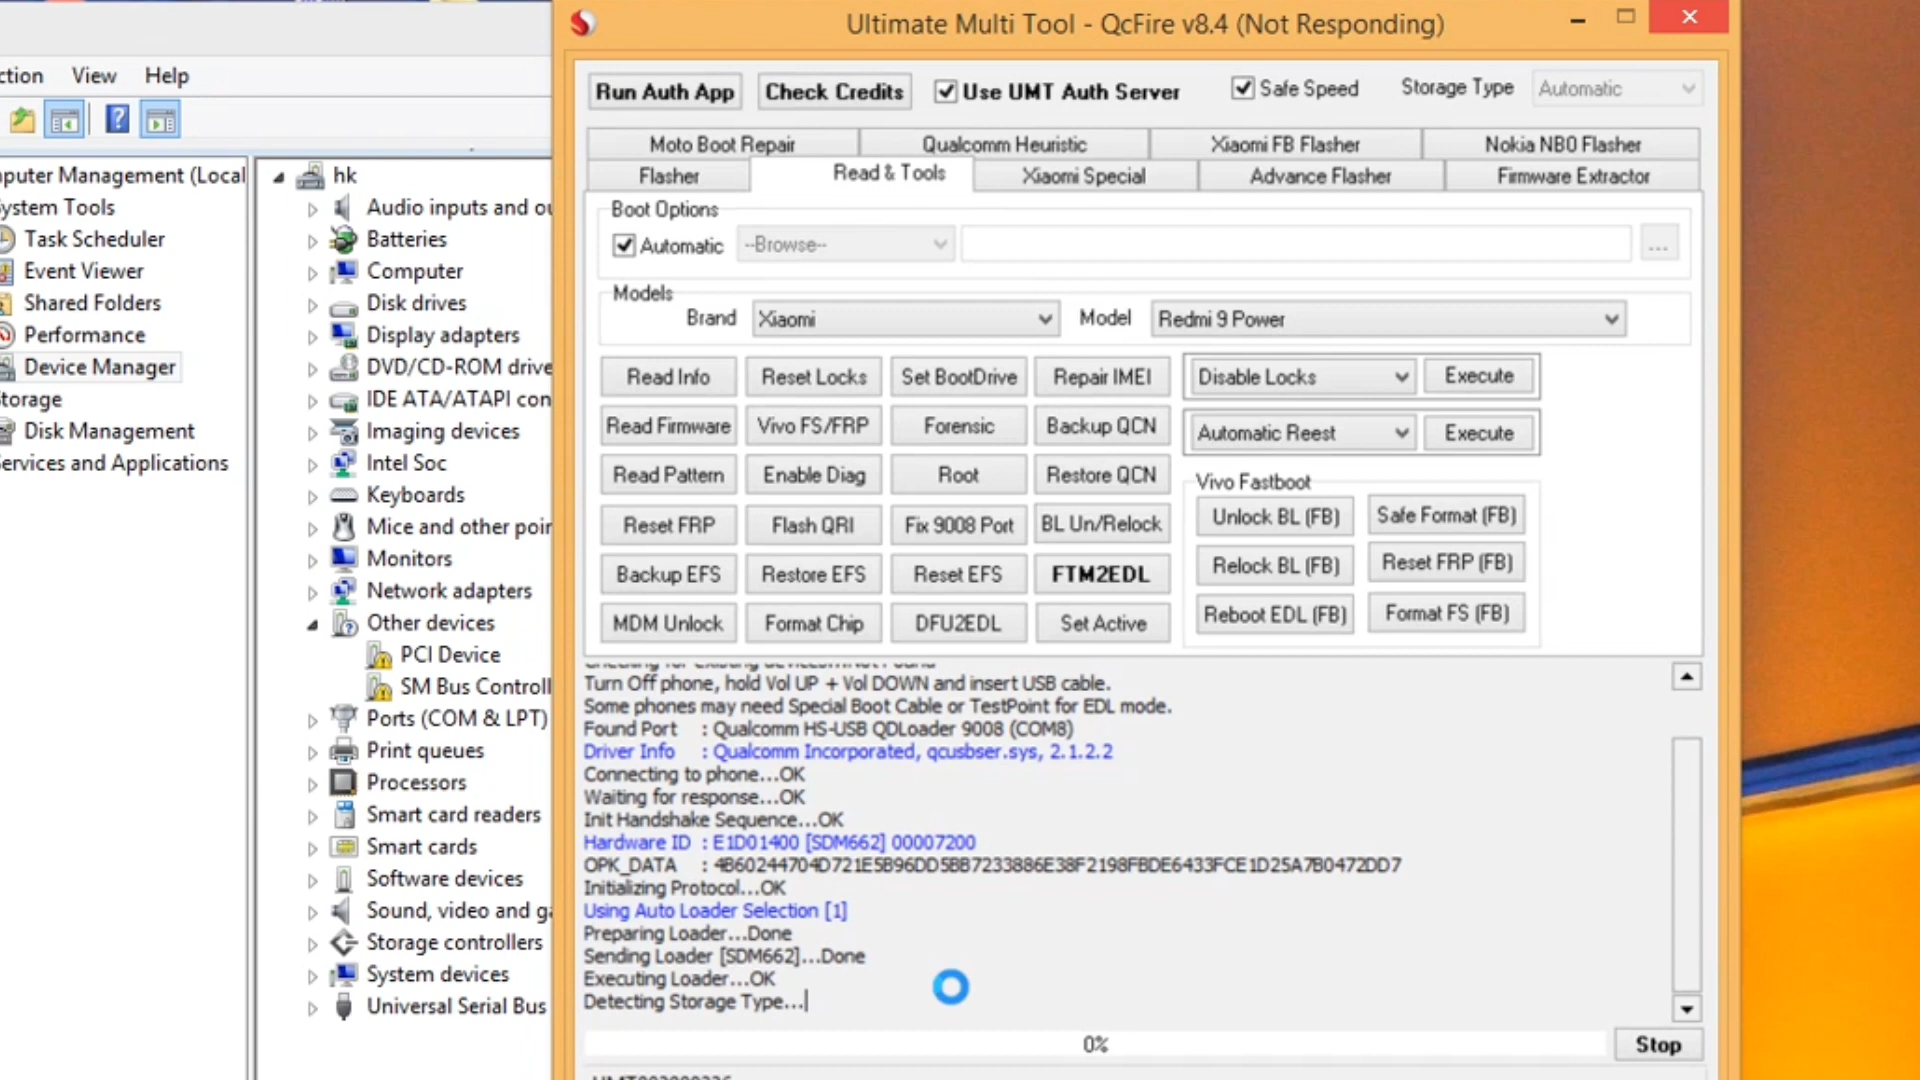 Ultimate Multi Tool - QcFire v8.4 (Not Responding)
ction View Help
mputer Management (Local
System Tools
Task Scheduler
Event Viewer
Shared Folders
Performance
Device Manager
Storage
Disk Management
Services and Applications
hk
Audio inputs and ou
Batteries
Computer
Disk drives
Display adapters
DVD/CD-ROM drive
IDE ATA/ATAPI con
Imaging devices
Intel Soc
Keyboards
Mice and other poin
Monitors
Network adapters
Other devices
PCI Device
SM Bus Controll
Ports (COM & LPT)
Print queues
Processors
Smart card readers
Smart cards
Software devices
Sound, video and ga
Storage controllers
System devices
Universal Serial Bus
Run Auth App Check Credits Use UMT Auth Server Safe Speed Storage Type Automatic
Moto Boot Repair Qualcomm Heuristic Xiaomi FB Flasher Nokia NB0 Flasher
Flasher Read & Tools Xiaomi Special Advance Flasher Firmware Extractor
Boot Options
Automatic --Browse-- ...
Models
Brand Xiaomi Model Redmi 9 Power
Read Info Reset Locks Set BootDrive Repair IMEI Disable Locks Execute
Read Firmware Vivo FS/FRP Forensic Backup QCN Automatic Reest Execute
Read Pattern Enable Diag Root Restore QCN Vivo Fastboot
Reset FRP Flash QRI Fix 9008 Port BL Un/Relock Unlock BL (FB) Safe Format (FB)
Backup EFS Restore EFS Reset EFS FTM2EDL Relock BL (FB) Reset FRP (FB)
MDM Unlock Format Chip DFU2EDL Set Active Reboot EDL (FB) Format FS (FB)
Turn Off phone, hold Vol UP + Vol DOWN and insert USB cable.
Some phones may need Special Boot Cable or TestPoint for EDL mode.
Found Port : Qualcomm HS-USB QDLoader 9008 (COM8)
Driver Info : Qualcomm Incorporated, qcusbser.sys, 2.1.2.2
Connecting to phone...OK
Waiting for response...OK
Init Handshake Sequence...OK
Hardware ID : E1D01400 [SDM662] 00007200
OPK_DATA : 4B60244704D721E5B96DD5BB7233886E38F2198FBDE6433FCE1D25A7B0472DD7
Initializing Protocol...OK
Using Auto Loader Selection [1]
Preparing Loader...Done
Sending Loader [SDM662]...Done
Executing Loader...OK
Detecting Storage Type...
0% Stop